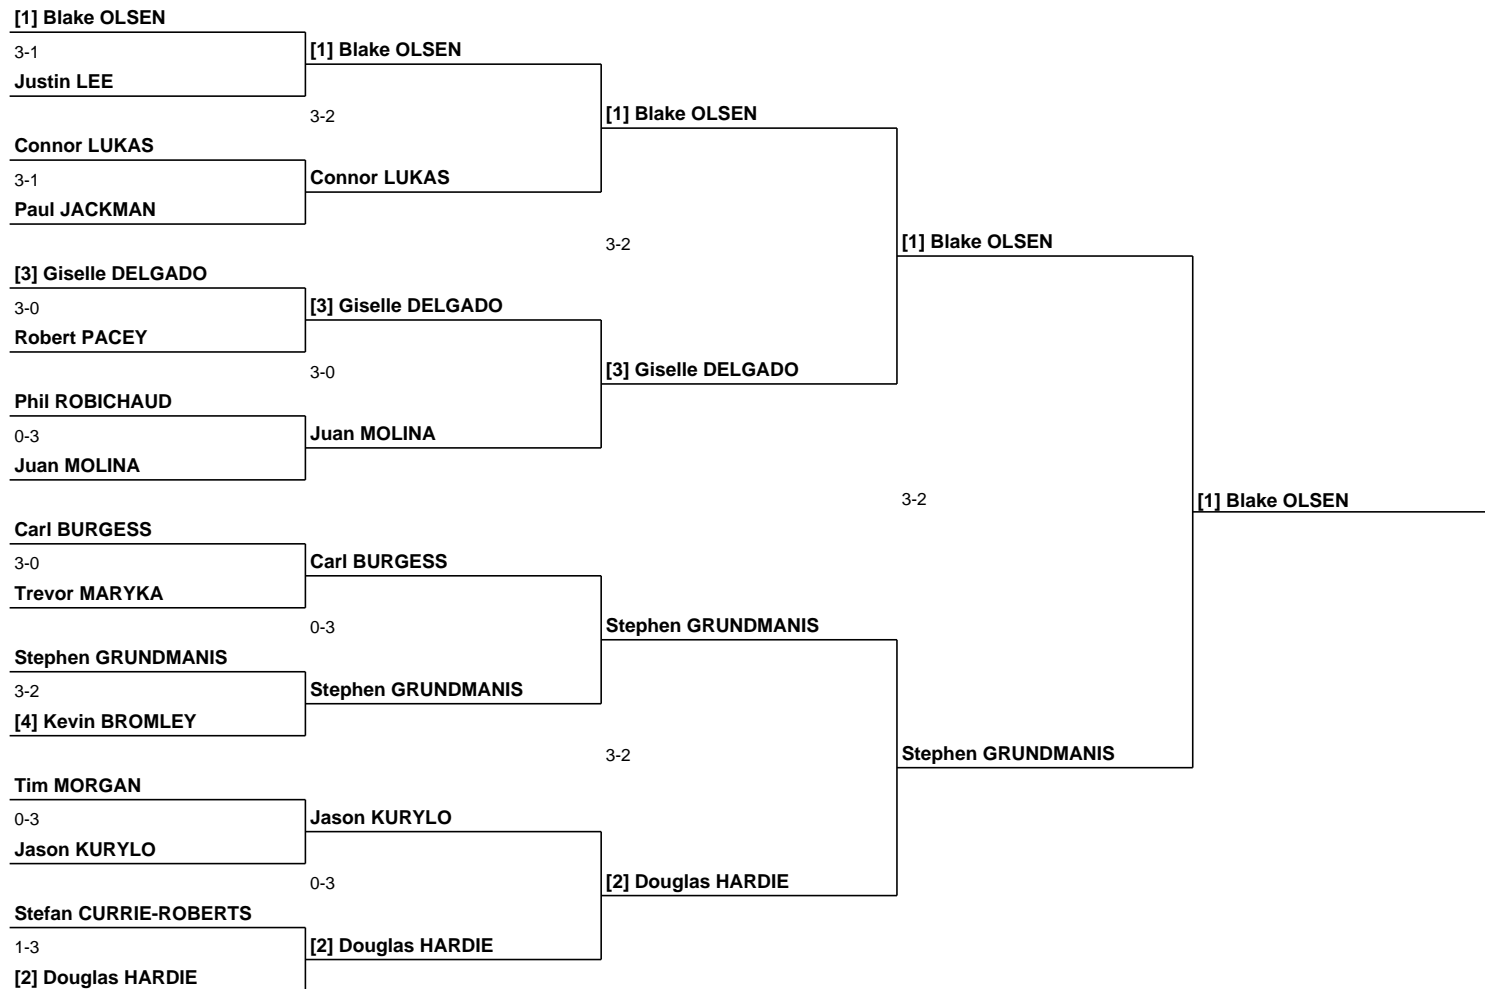 [1] Blake OLSEN
3-1
Justin LEE
Connor LUKAS
3-1
Paul JACKMAN
[3] Giselle DELGADO
3-0
Robert PACEY
Phil ROBICHAUD
0-3
Juan MOLINA
Carl BURGESS
3-0
Trevor MARYKA
Stephen GRUNDMANIS
3-2
[4] Kevin BROMLEY
Tim MORGAN
0-3
Jason KURYLO
Stefan CURRIE-ROBERTS
1-3
[2] Douglas HARDIE
[1] Blake OLSEN
3-2
Connor LUKAS
[3] Giselle DELGADO
3-0
Juan MOLINA
Carl BURGESS
0-3
Stephen GRUNDMANIS
Jason KURYLO
0-3
[2] Douglas HARDIE
[1] Blake OLSEN
3-2
[3] Giselle DELGADO
Stephen GRUNDMANIS
3-2
[2] Douglas HARDIE
[1] Blake OLSEN
3-2
Stephen GRUNDMANIS
[1] Blake OLSEN